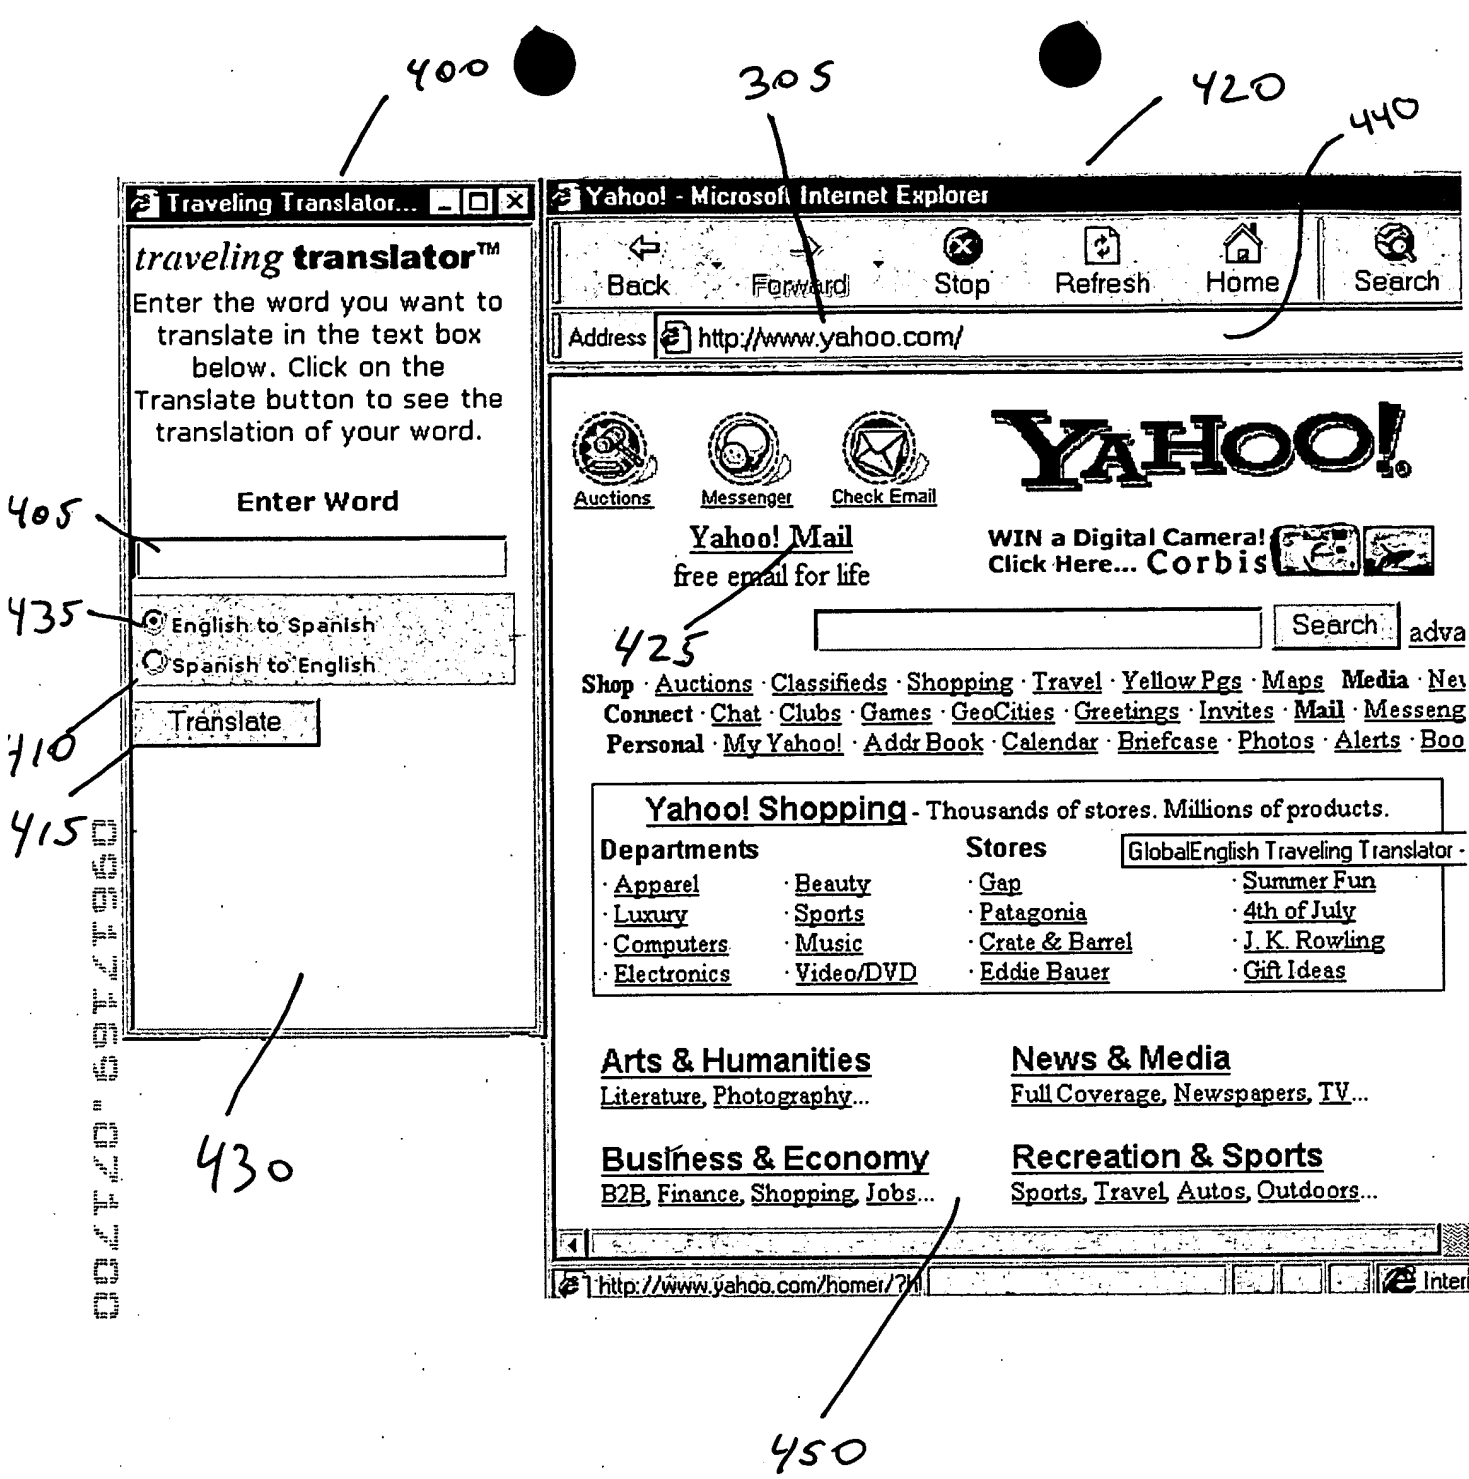 400
305
420
440
Traveling Translator...
traveling translator™
Enter the word you want to
translate in the text box
below. Click on the
Translate button to see the
translation of your word.
Enter Word
405
435
English to Spanish
Spanish to English
410
Translate
415
430
Yahoo! - Microsoft Internet Explorer
Back
Forward
Stop
Refresh
Home
Search
Address http://www.yahoo.com/
Auctions
Messenger
Check Email
YAHOO!
Yahoo! Mail
free email for life
WIN a Digital Camera!
Click Here... Corbis
425
Search
adva
Shop · Auctions · Classifieds · Shopping · Travel · Yellow Pgs · Maps Media · Nev
Connect · Chat · Clubs · Games · GeoCities · Greetings · Invites · Mail · Messeng
Personal · My Yahoo! · Addr Book · Calendar · Briefcase · Photos · Alerts · Boo
Yahoo! Shopping - Thousands of stores. Millions of products.
Departments Stores
GlobalEnglish Traveling Translator -
· Apparel · Beauty · Gap · Summer Fun
· Luxury · Sports · Patagonia · 4th of July
· Computers · Music · Crate & Barrel · J. K. Rowling
· Electronics · Video/DVD · Eddie Bauer · Gift Ideas
Arts & Humanities
Literature, Photography...
News & Media
Full Coverage, Newspapers, TV...
Business & Economy
B2B, Finance, Shopping, Jobs...
Recreation & Sports
Sports, Travel, Autos, Outdoors...
http://www.yahoo.com/homer/?h
Inter
450